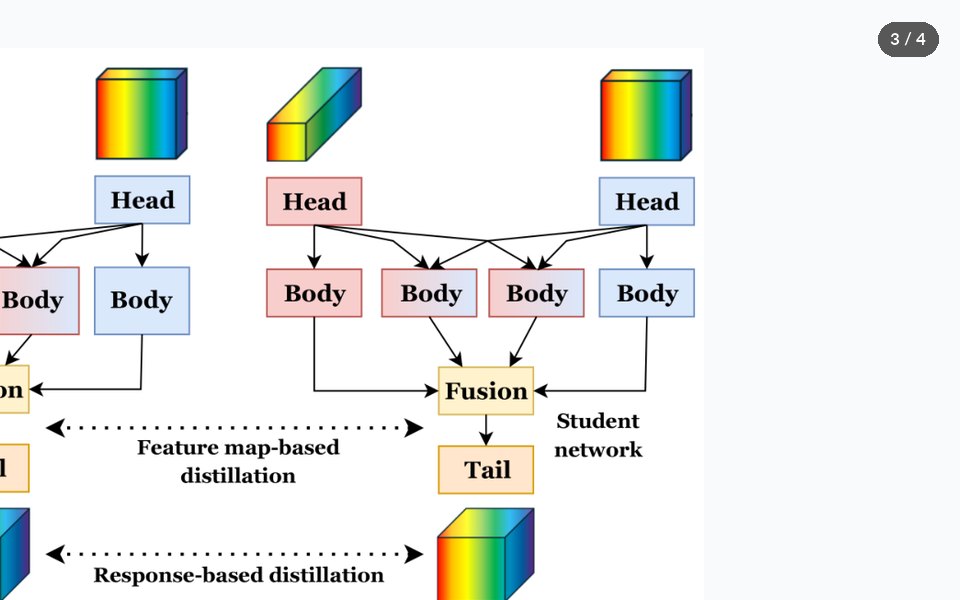 3 / 4
Head
Head
Head
Body
Body
Body
Body
Body
Body
on
Fusion
Student
network
Feature map-based
distillation
l
Tail
Response-based distillation